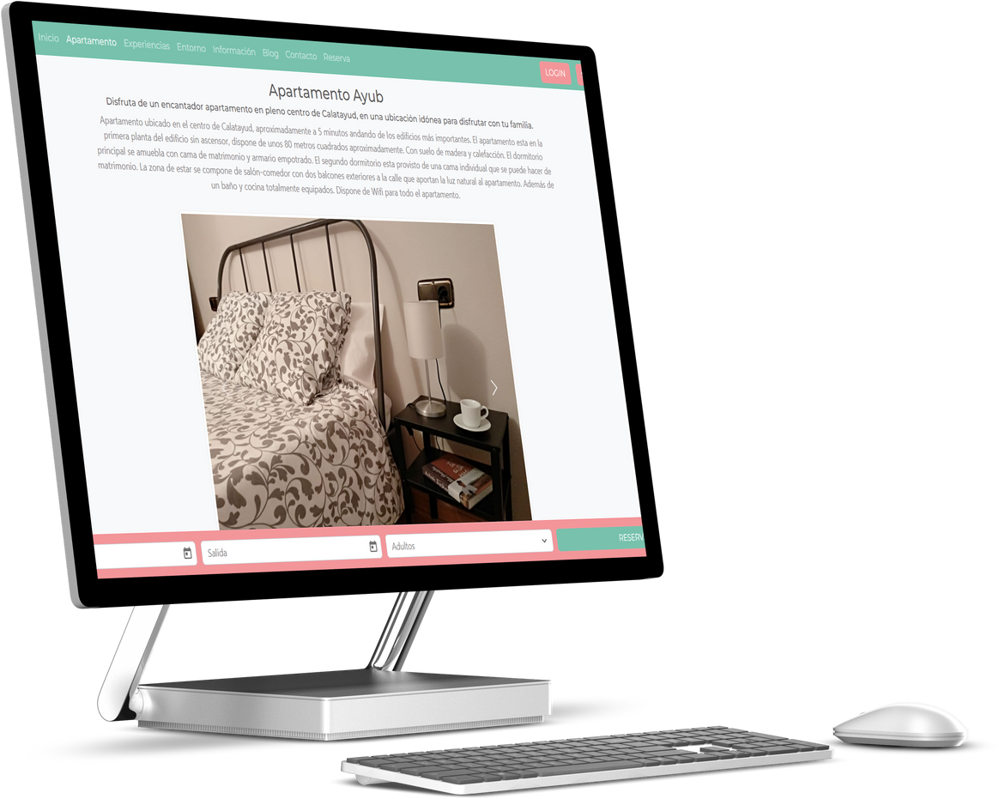 Inicio Apartamento Experiencias Entorno Información Blog Contacto Reserva
LOGIN
Apartamento Ayub
Disfruta de un encantador apartamento en pleno centro de Calatayud, en una ubicación idónea para disfrutar con tu familia.
Apartamento ubicado en el centro de Calatayud, aproximadamente a 5 minutos andando de los edificios más importantes. El apartamento esta en la
primera planta del edificio sin ascensor, dispone de unos 80 metros cuadrados aproximadamente. Con suelo de madera y calefacción. El dormitorio
principal se amuebla con cama de matrimonio y armario empotrado. El segundo dormitorio esta provisto de una cama individual que se puede hacer de
matrimonio. La zona de estar se compone de salón-comedor con dos balcones exteriores a la calle que aportan la luz natural al apartamento. Además de
un baño y cocina totalmente equipados. Dispone de Wifi para todo el apartamento.
Salida
Adultos
RESERV